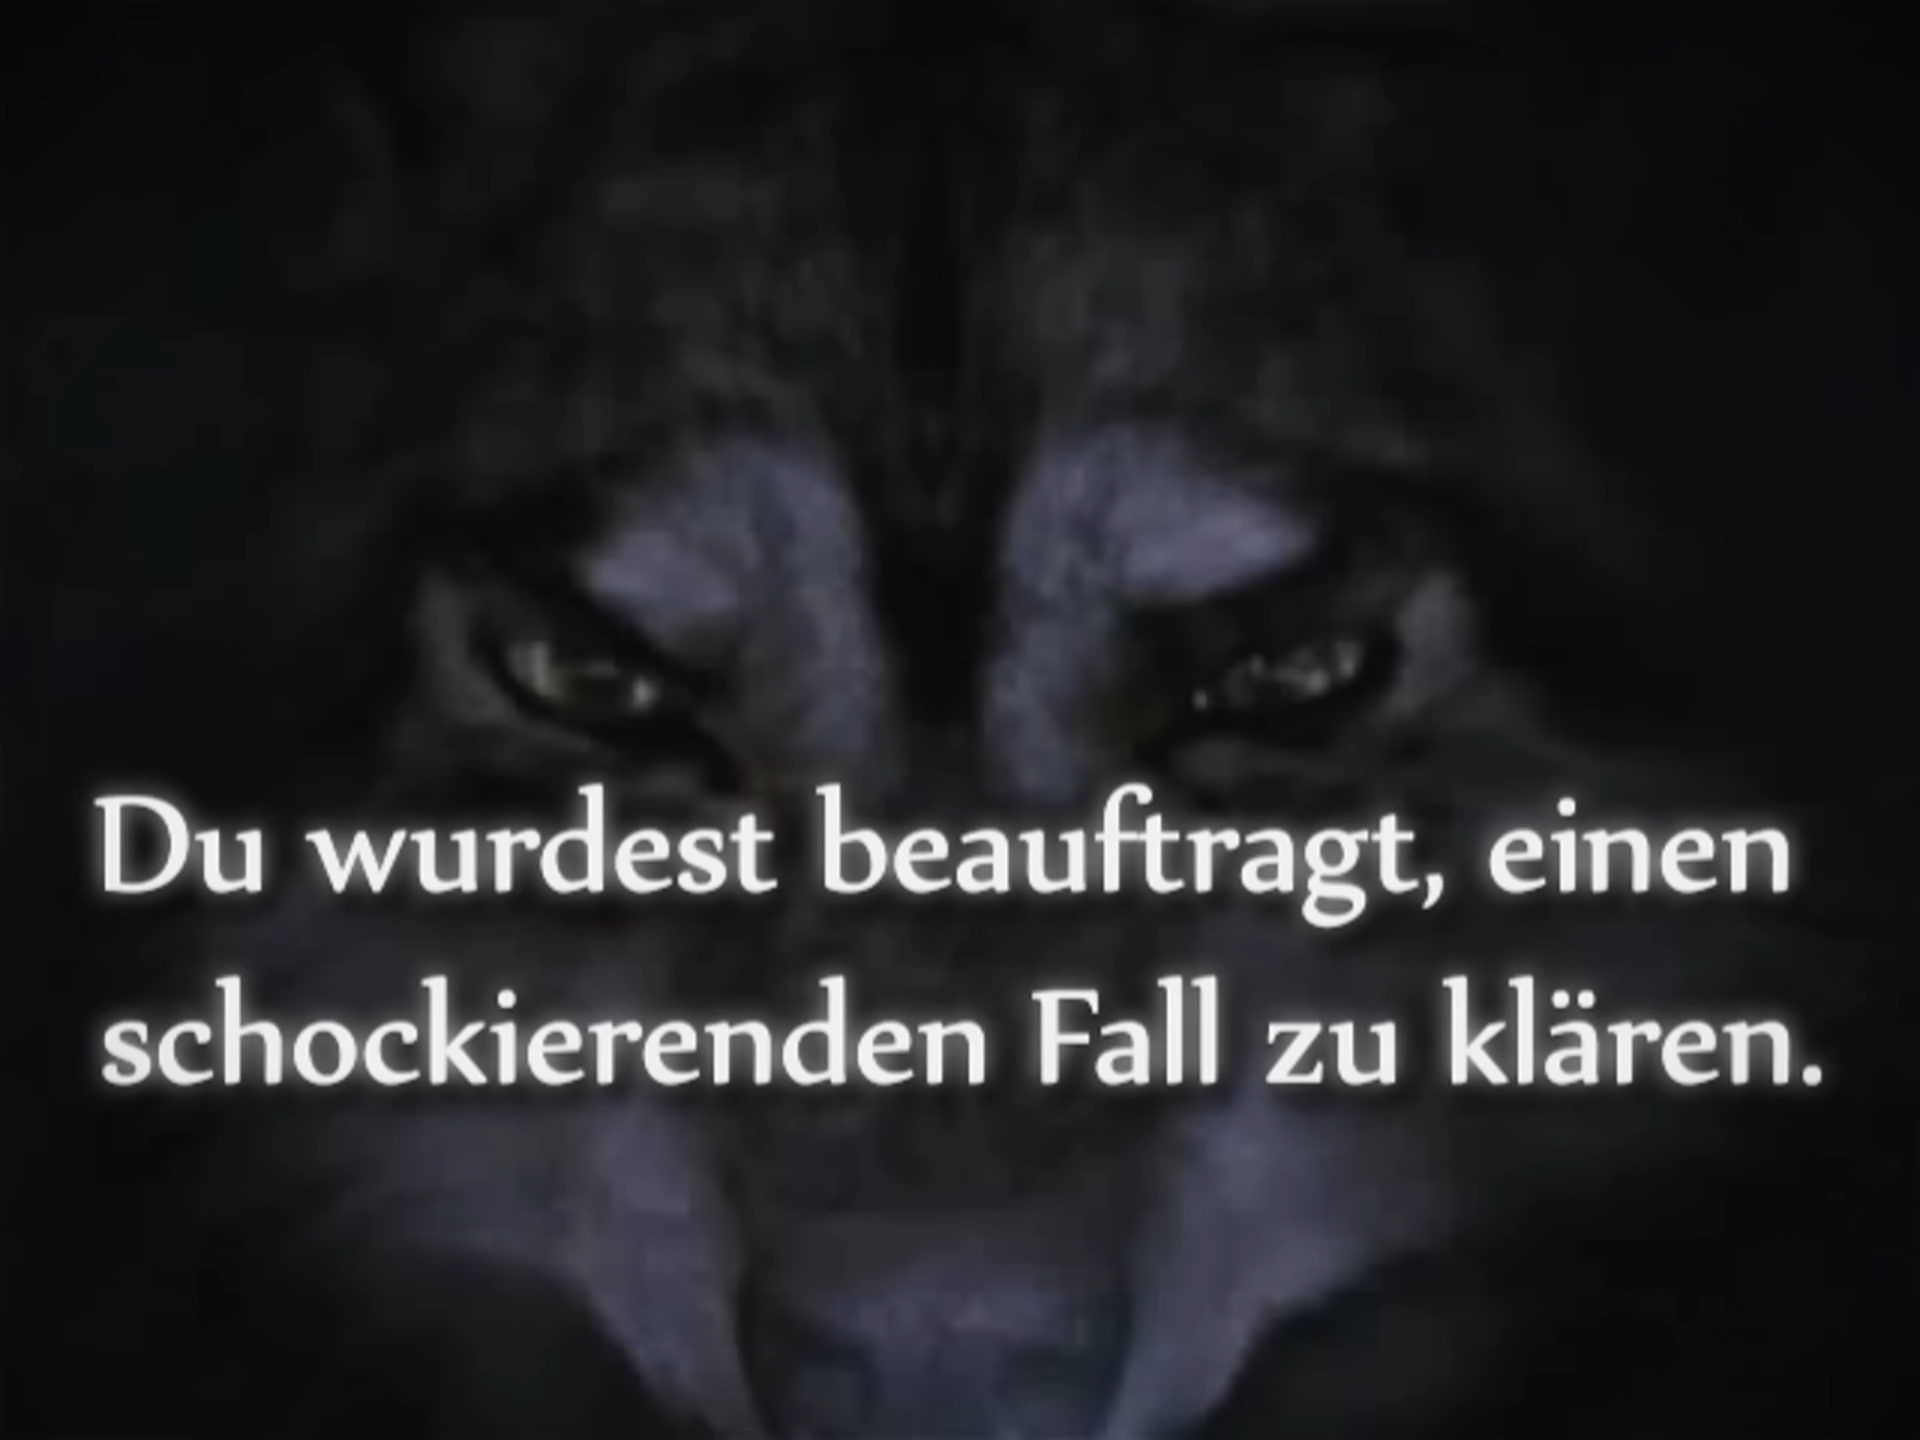 Du wurdest beauftragt, einen
schockierenden Fall zu klären.